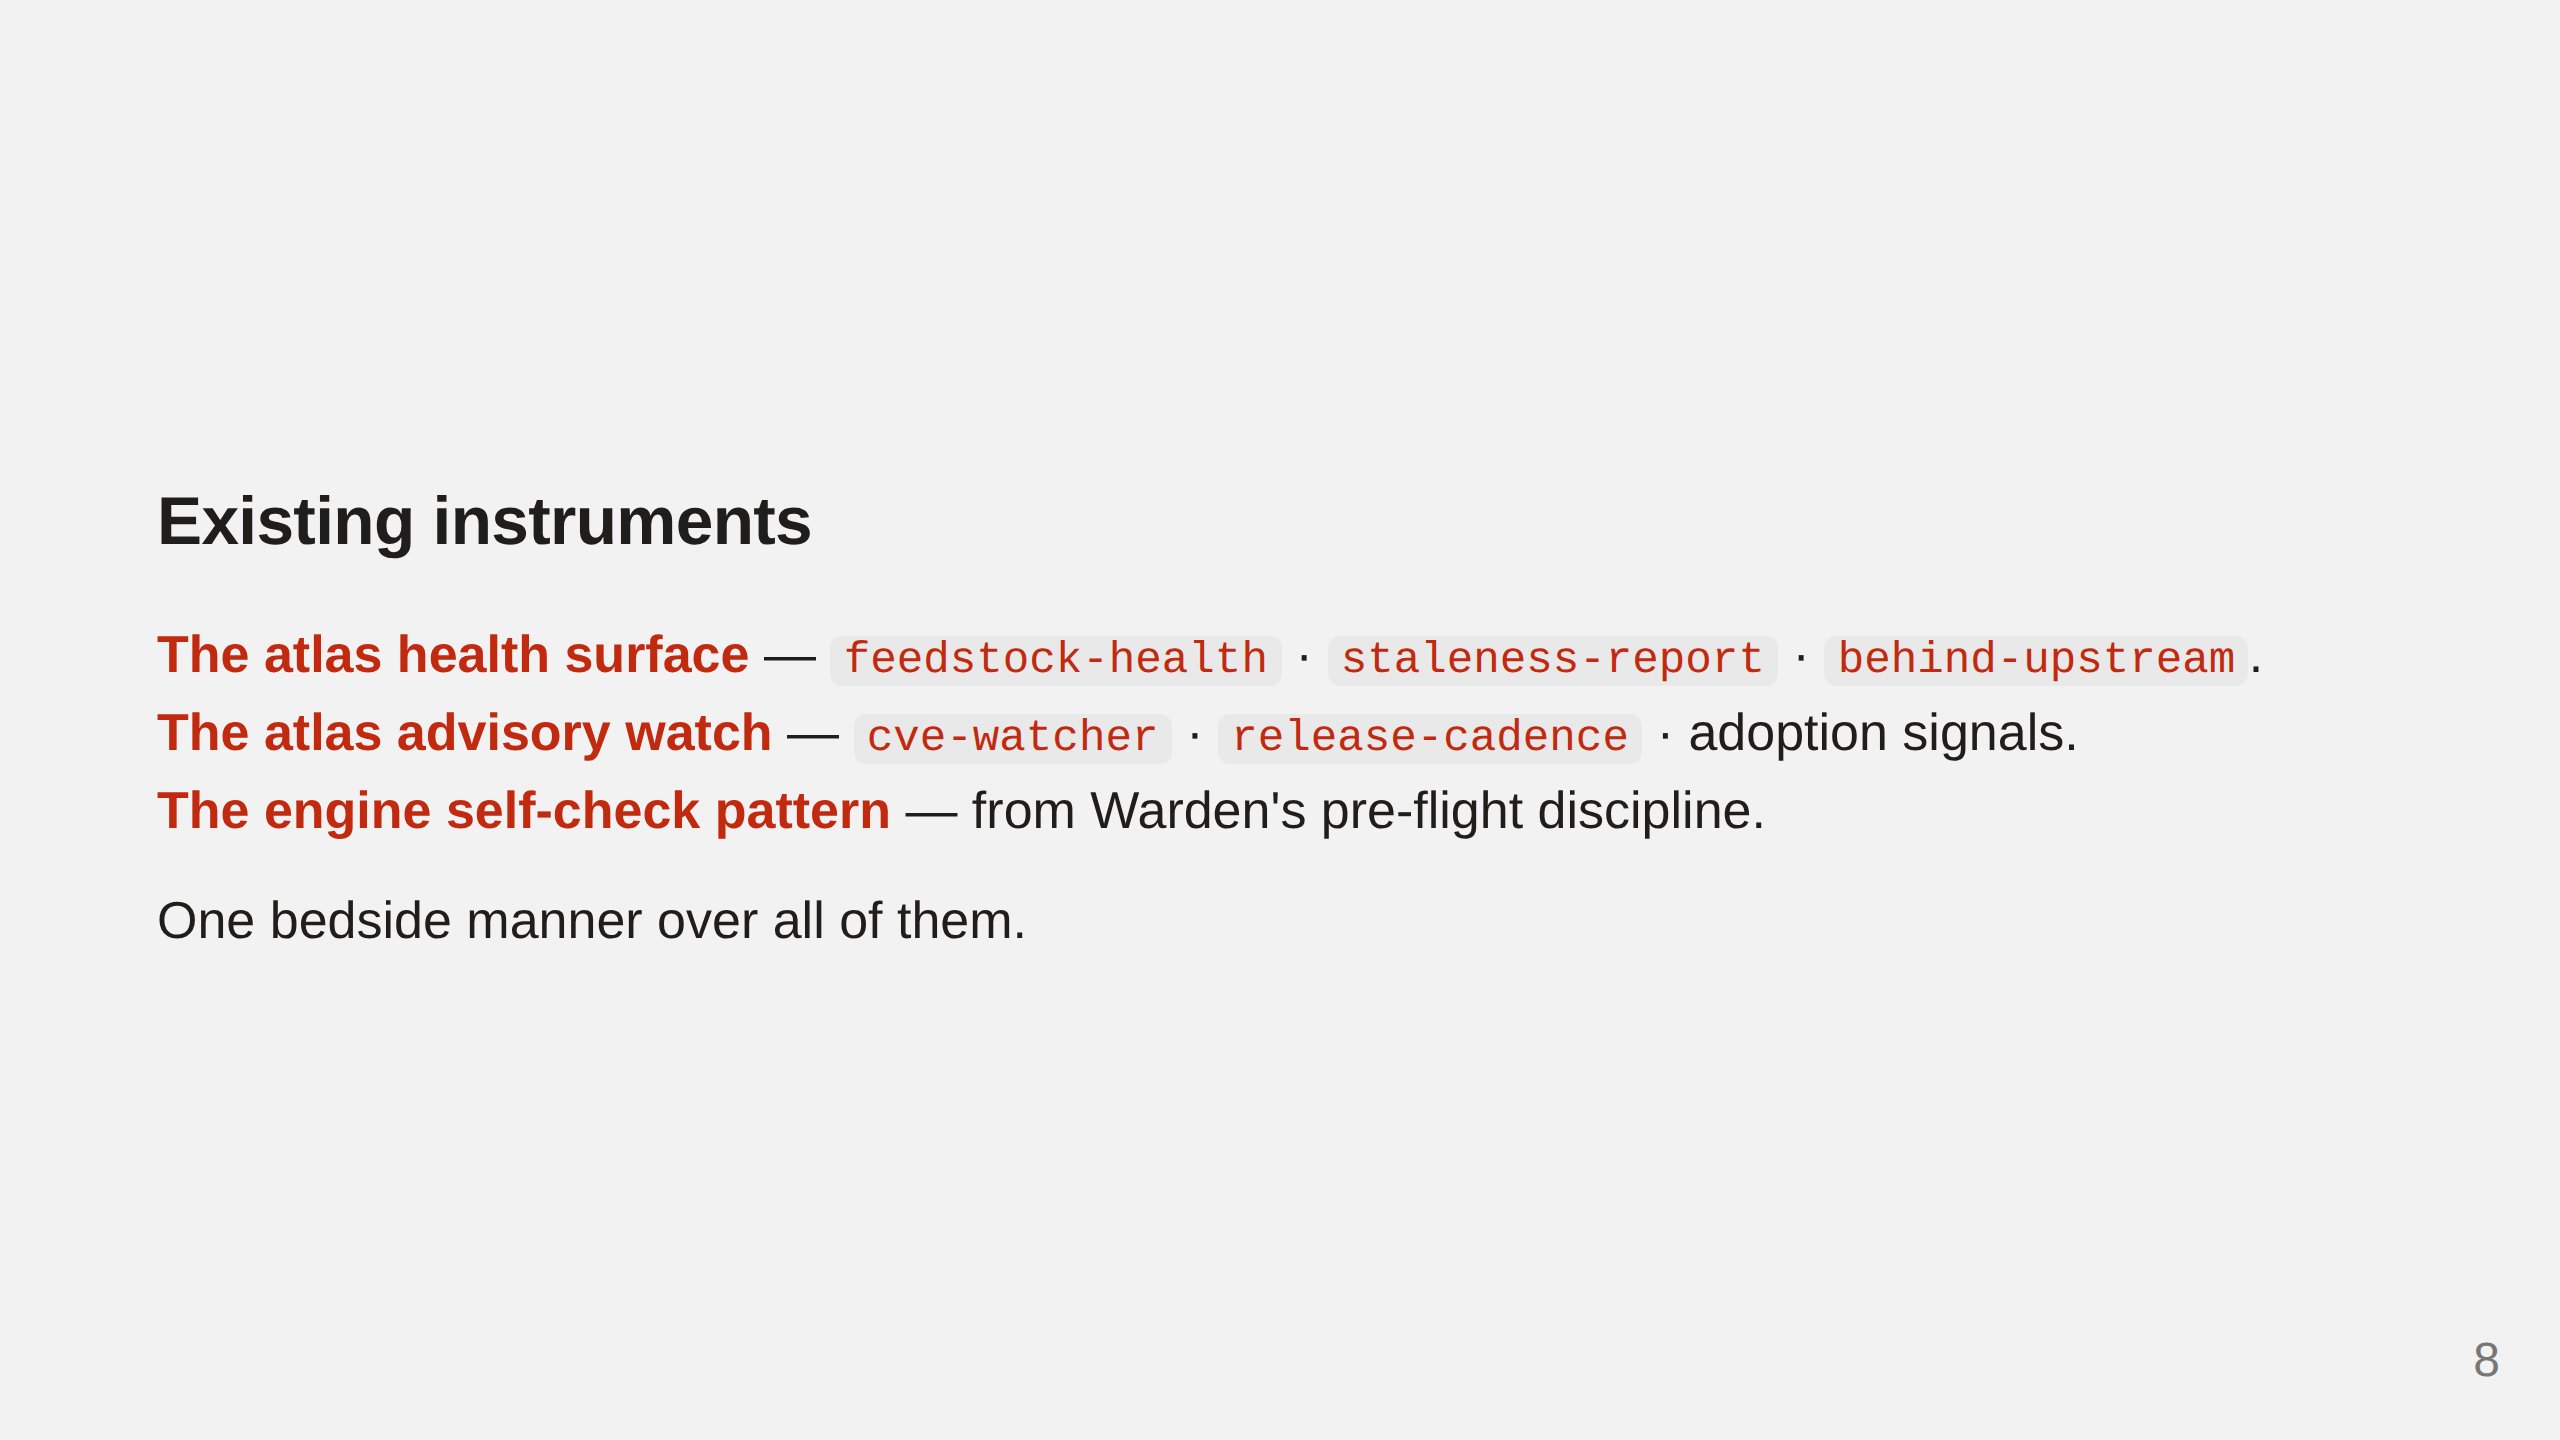 Existing instruments
The atlas health surface — feedstock-health · staleness-report · behind-upstream.
The atlas advisory watch — cve-watcher · release-cadence · adoption signals.
The engine self-check pattern — from Warden's pre-flight discipline.
One bedside manner over all of them.
8